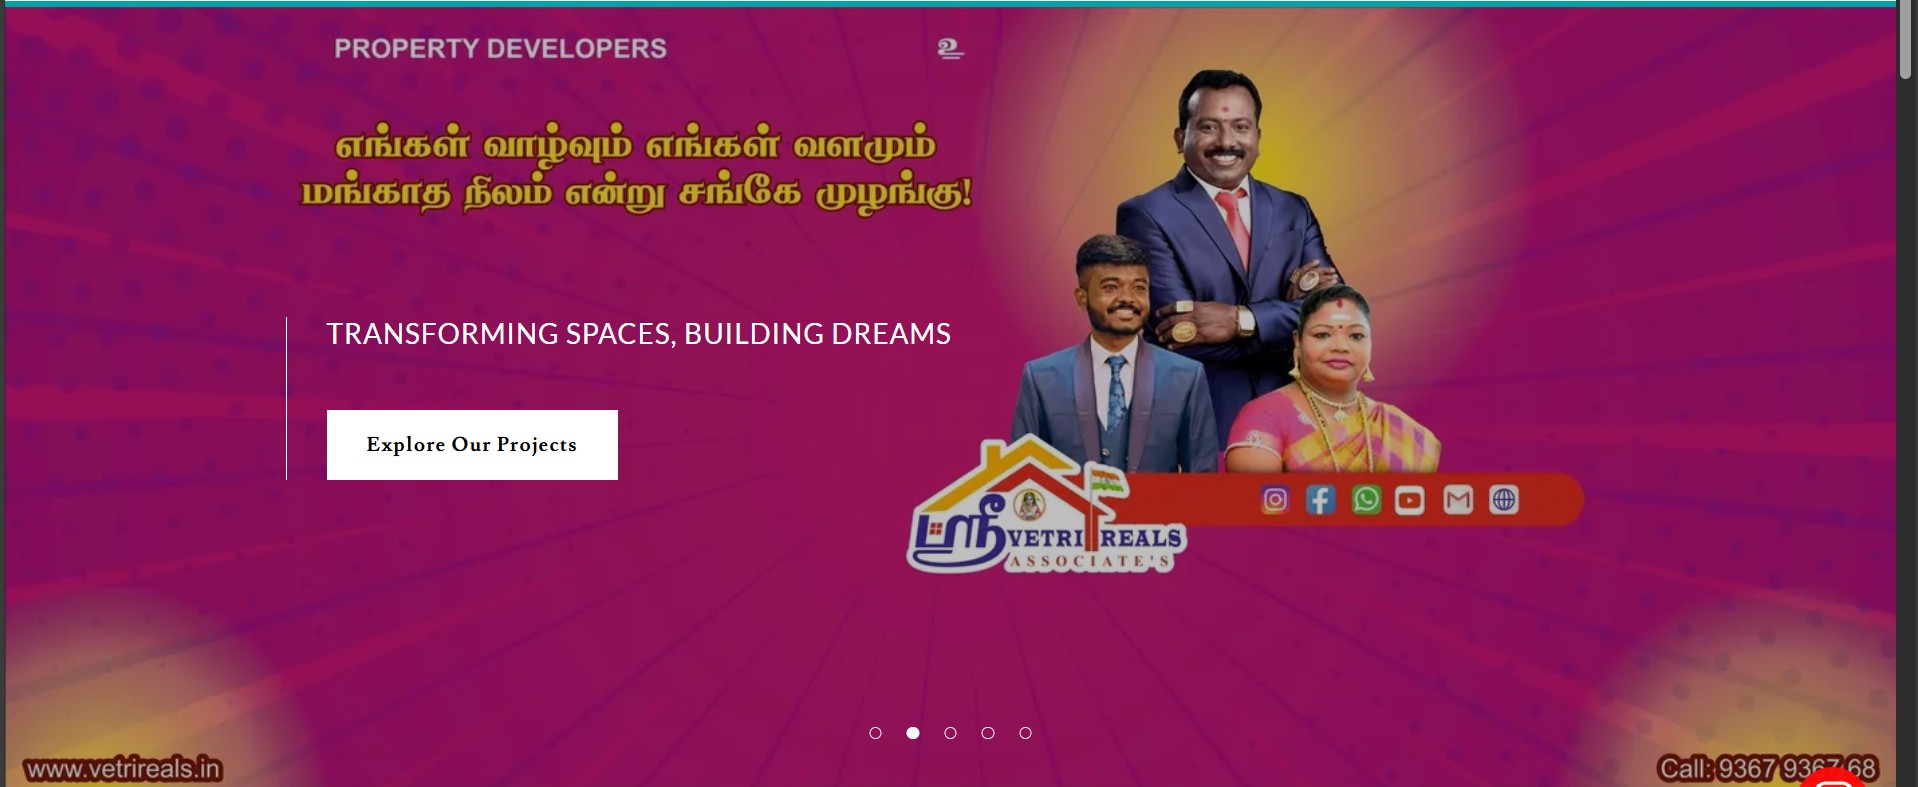 PROPERTY DEVELOPERS
உ
எங்கள் வாழ்வும் எங்கள் வளமும்
மங்காத நிலம் என்று சங்கே முழங்கு!
TRANSFORMING SPACES, BUILDING DREAMS
Explore Our Projects
ஸ்ரீ VETRI REALS
ASSOCIATE'S
www.vetrireals.in
Call: 9367 9367 68